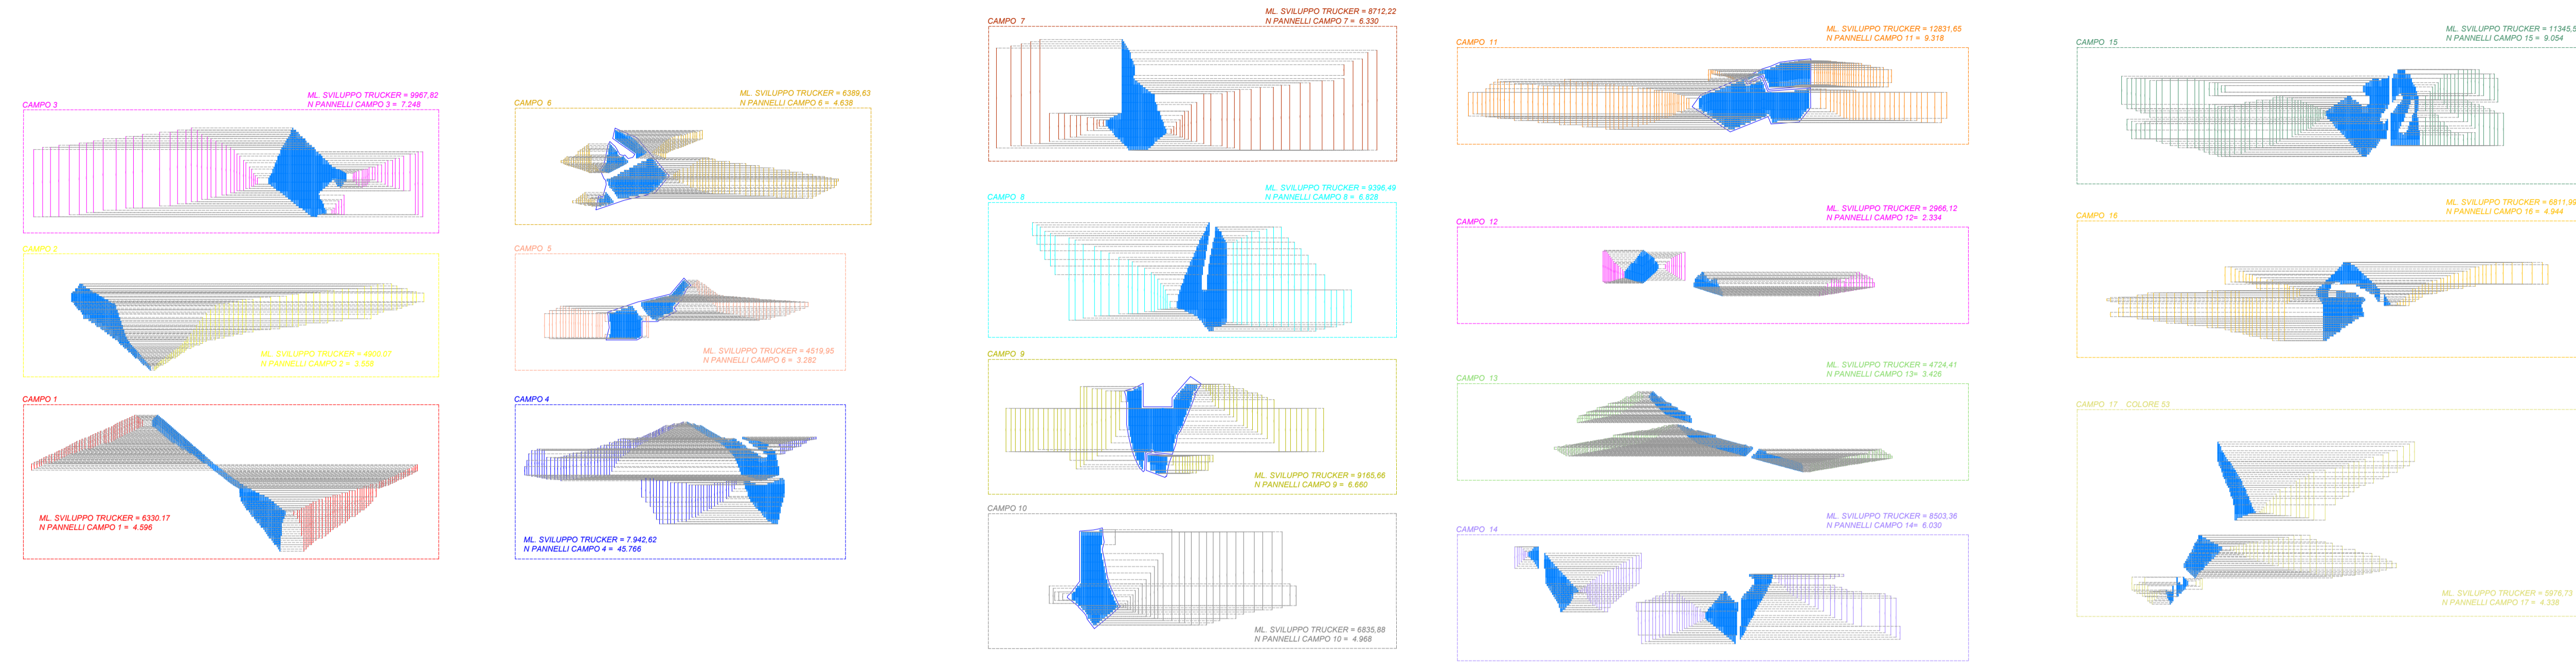 CAMPO 3
ML. SVILUPPO TRUCKER = 9967,82
N PANNELLI CAMPO 3 = 7.248
CAMPO 2
ML. SVILUPPO TRUCKER =
N PANNELLI CAMPO 2 =
CAMPO 1
ML. SVILUPPO TRUCKER = 6330.17
N PANNELLI CAMPO 1 = 4.596
CAMPO 6
ML. SVILUPPO TRUCKER = 6389,63
N PANNELLI CAMPO 6 = 4.638
CAMPO 5
ML. SVILUPPO TRUCKER = 4519,95
N PANNELLI CAMPO 6 = 3.282
CAMPO 4
ML. SVILUPPO TRUCKER = 7.942,62
N PANNELLI CAMPO 4 = 45.766
CAMPO 7
ML. SVILUPPO TRUCKER = 8712,22
N PANNELLI CAMPO 7 = 6.330
CAMPO 8
ML. SVILUPPO TRUCKER = 9396,49
N PANNELLI CAMPO 8 = 6.828
CAMPO 9
ML. SVILUPPO TRUCKER = 9165,66
N PANNELLI CAMPO 9 = 6.660
CAMPO 10
ML. SVILUPPO TRUCKER = 6835,88
N PANNELLI CAMPO 10 = 4.968
CAMPO 11
ML. SVILUPPO TRUCKER = 12831,65
N PANNELLI CAMPO 11 = 9.318
CAMPO 12
ML. SVILUPPO TRUCKER = 2966,12
N PANNELLI CAMPO 12= 2.334
CAMPO 13
ML. SVILUPPO TRUCKER = 4724,41
N PANNELLI CAMPO 13= 3.426
CAMPO 14
ML. SVILUPPO TRUCKER = 8503,36
N PANNELLI CAMPO 14= 6.030
CAMPO 15
ML. SVILUPPO TRUCKER = 11345,5
N PANNELLI CAMPO 15 = 9.054
CAMPO 16
ML. SVILUPPO TRUCKER = 6811,99
N PANNELLI CAMPO 16 = 4.944
CAMPO 17 COLORE 53
ML. SVILUPPO TRUCKER = 5976,73
N PANNELLI CAMPO 17 = 4.338